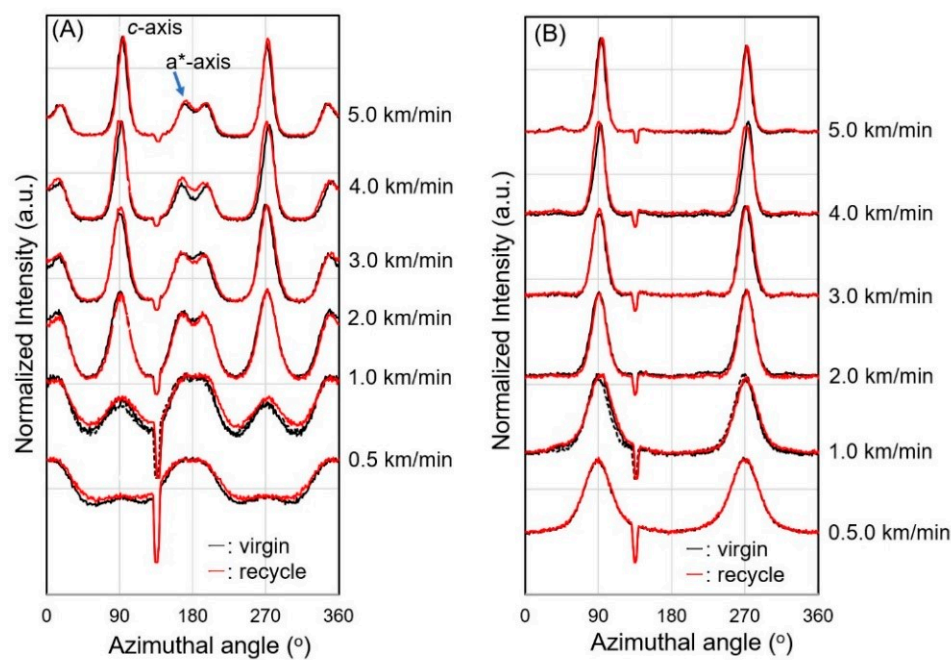 (A)
c-axis
a*-axis
5.0 km/min
4.0 km/min
3.0 km/min
2.0 km/min
1.0 km/min
0.5 km/min
— : virgin
— : recycle
Normalized Intensity (a.u.)
0 90 180 270 360
Azimuthal angle (o)
(B)
5.0 km/min
4.0 km/min
3.0 km/min
2.0 km/min
1.0 km/min
0.5.0 km/min
— : virgin
— : recycle
Normalized Intensity (a.u.)
0 90 180 270 360
Azimuthal angle (o)